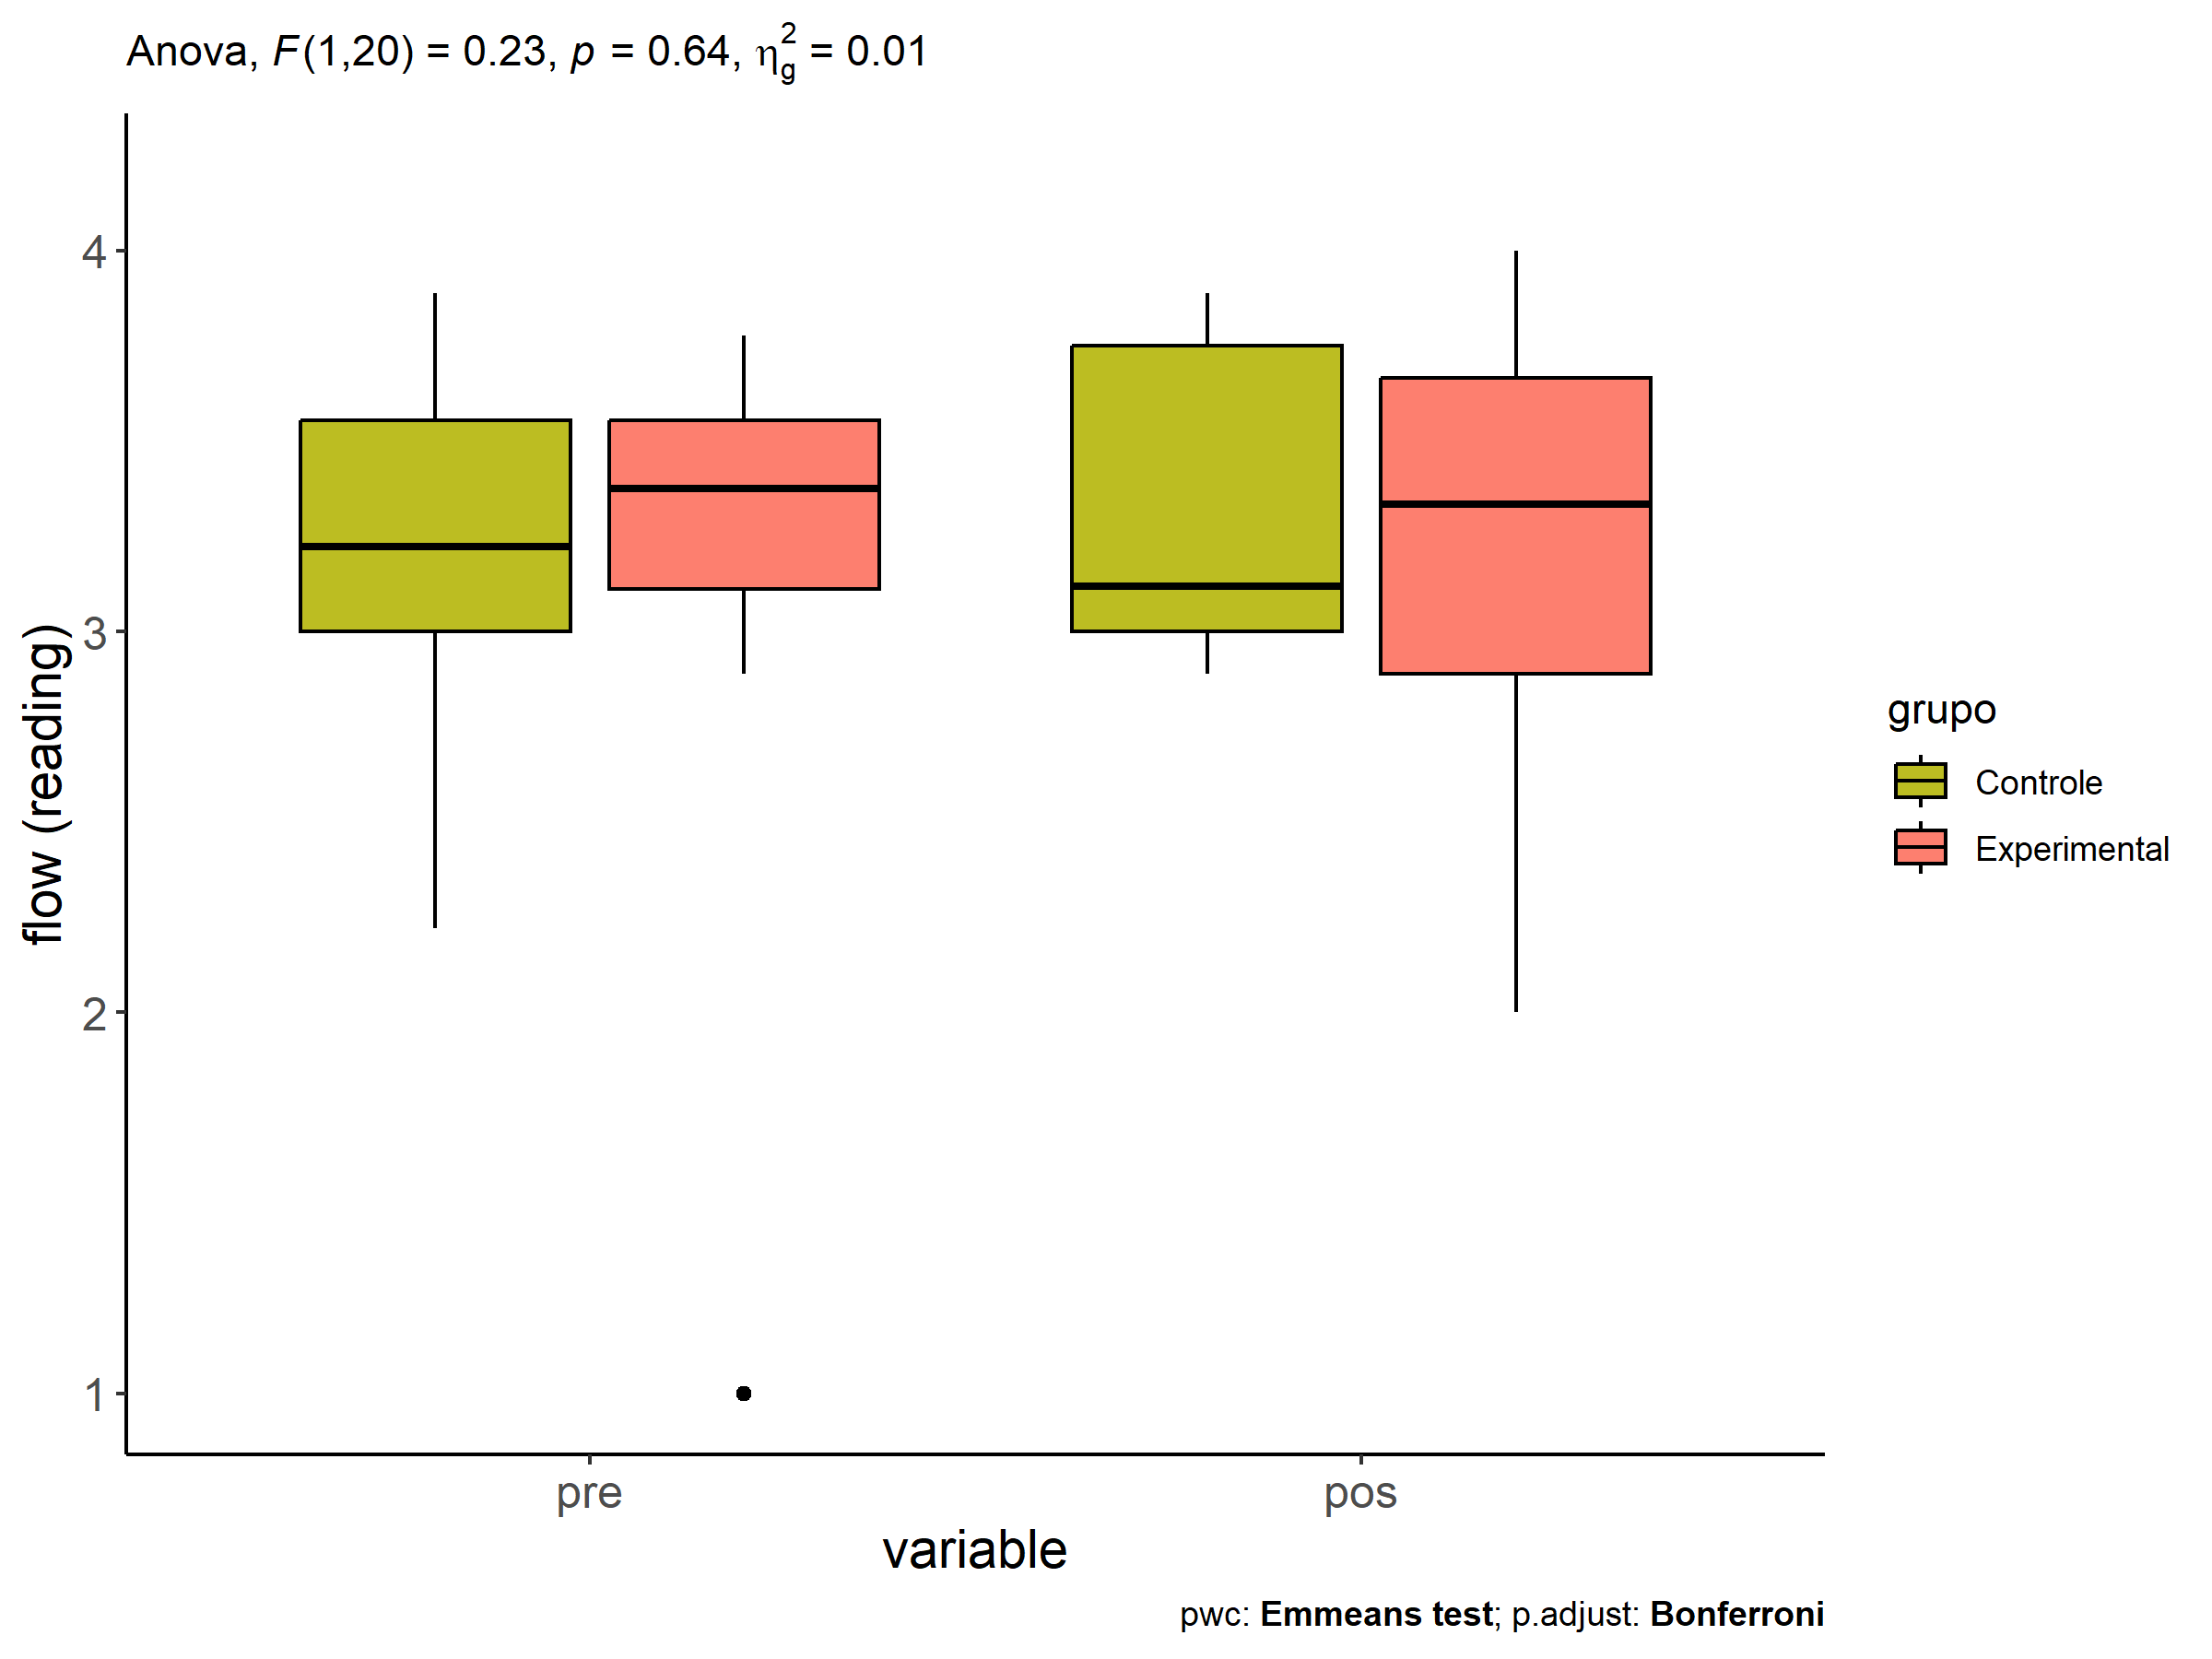 Anova, F(1,20) = 0.23, p = 0.64, η²g = 0.01
4
3
2
1
flow (reading)
pre
pos
variable
grupo
Controle
Experimental
pwc: Emmeans test; p.adjust: Bonferroni